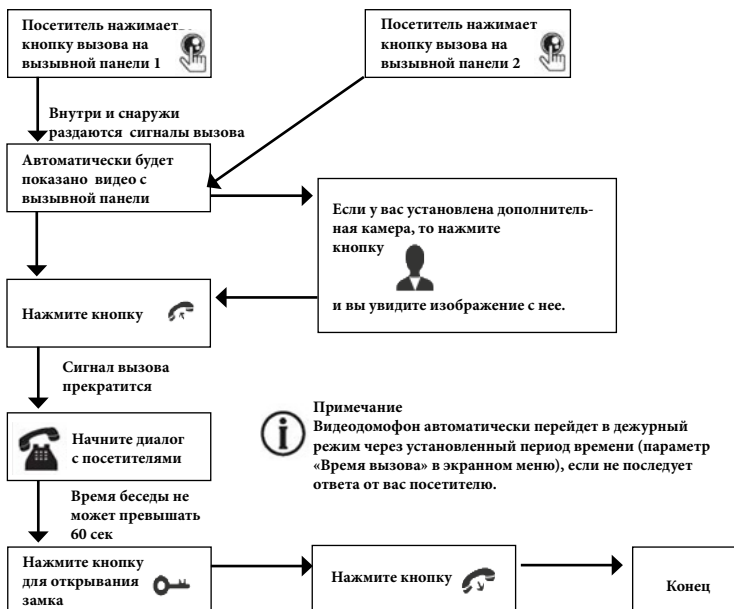 Посетитель нажимает
кнопку вызова на
вызывной панели 1
Посетитель нажимает
кнопку вызова на
вызывной панели 2
Внутри и снаружи
раздаются сигналы вызова
Автоматически будет
показано видео с
вызывной панели
Если у вас установлена дополнитель-
ная камера, то нажмите
кнопку
и вы увидите изображение с нее.
Нажмите кнопку
Сигнал вызова
прекратится
Начните диалог
с посетителями
Примечание
Видеодомофон автоматически перейдет в дежурный
режим через установленный период времени (параметр
«Время вызова» в экранном меню), если не последует
ответа от вас посетителю.
Время беседы не
может превышать
60 сек
Нажмите кнопку
для открывания
замка
Нажмите кнопку
Конец